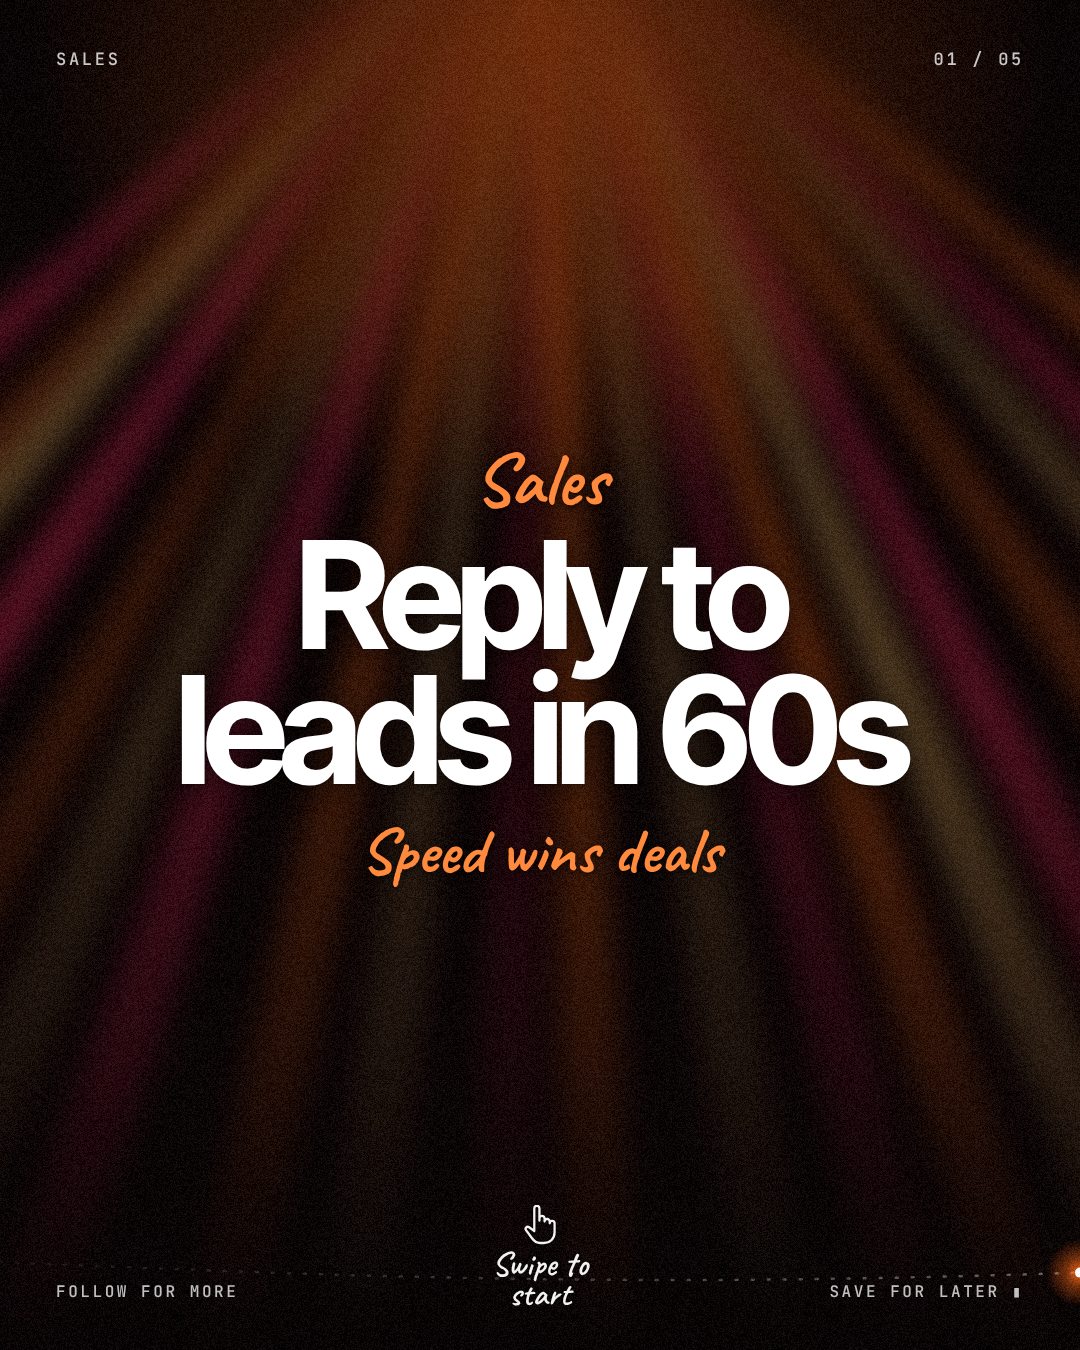 SALES
01 / 05
Sales
Reply to
leads in 60s
Speed wins deals
Swipe to
start
FOLLOW FOR MORE
SAVE FOR LATER